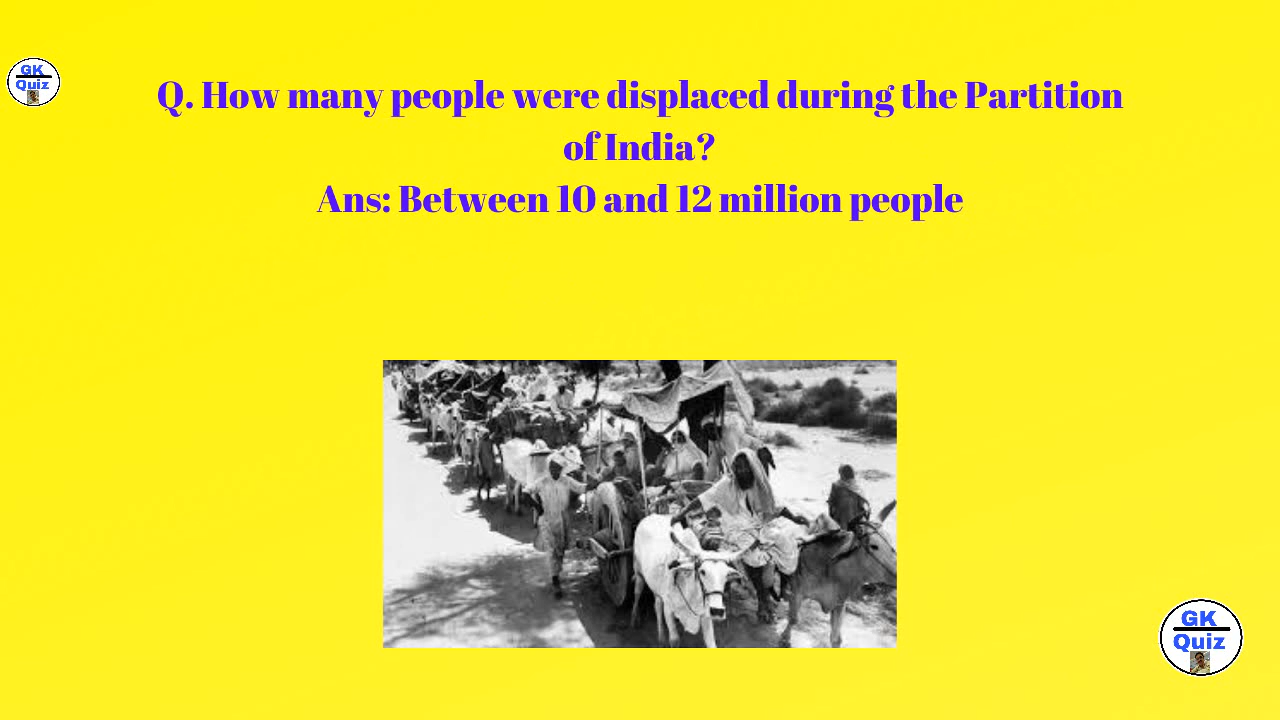 GK
Quiz
Q. How many people were displaced during the Partition
of India?
Ans: Between 10 and 12 million people
GK
Quiz